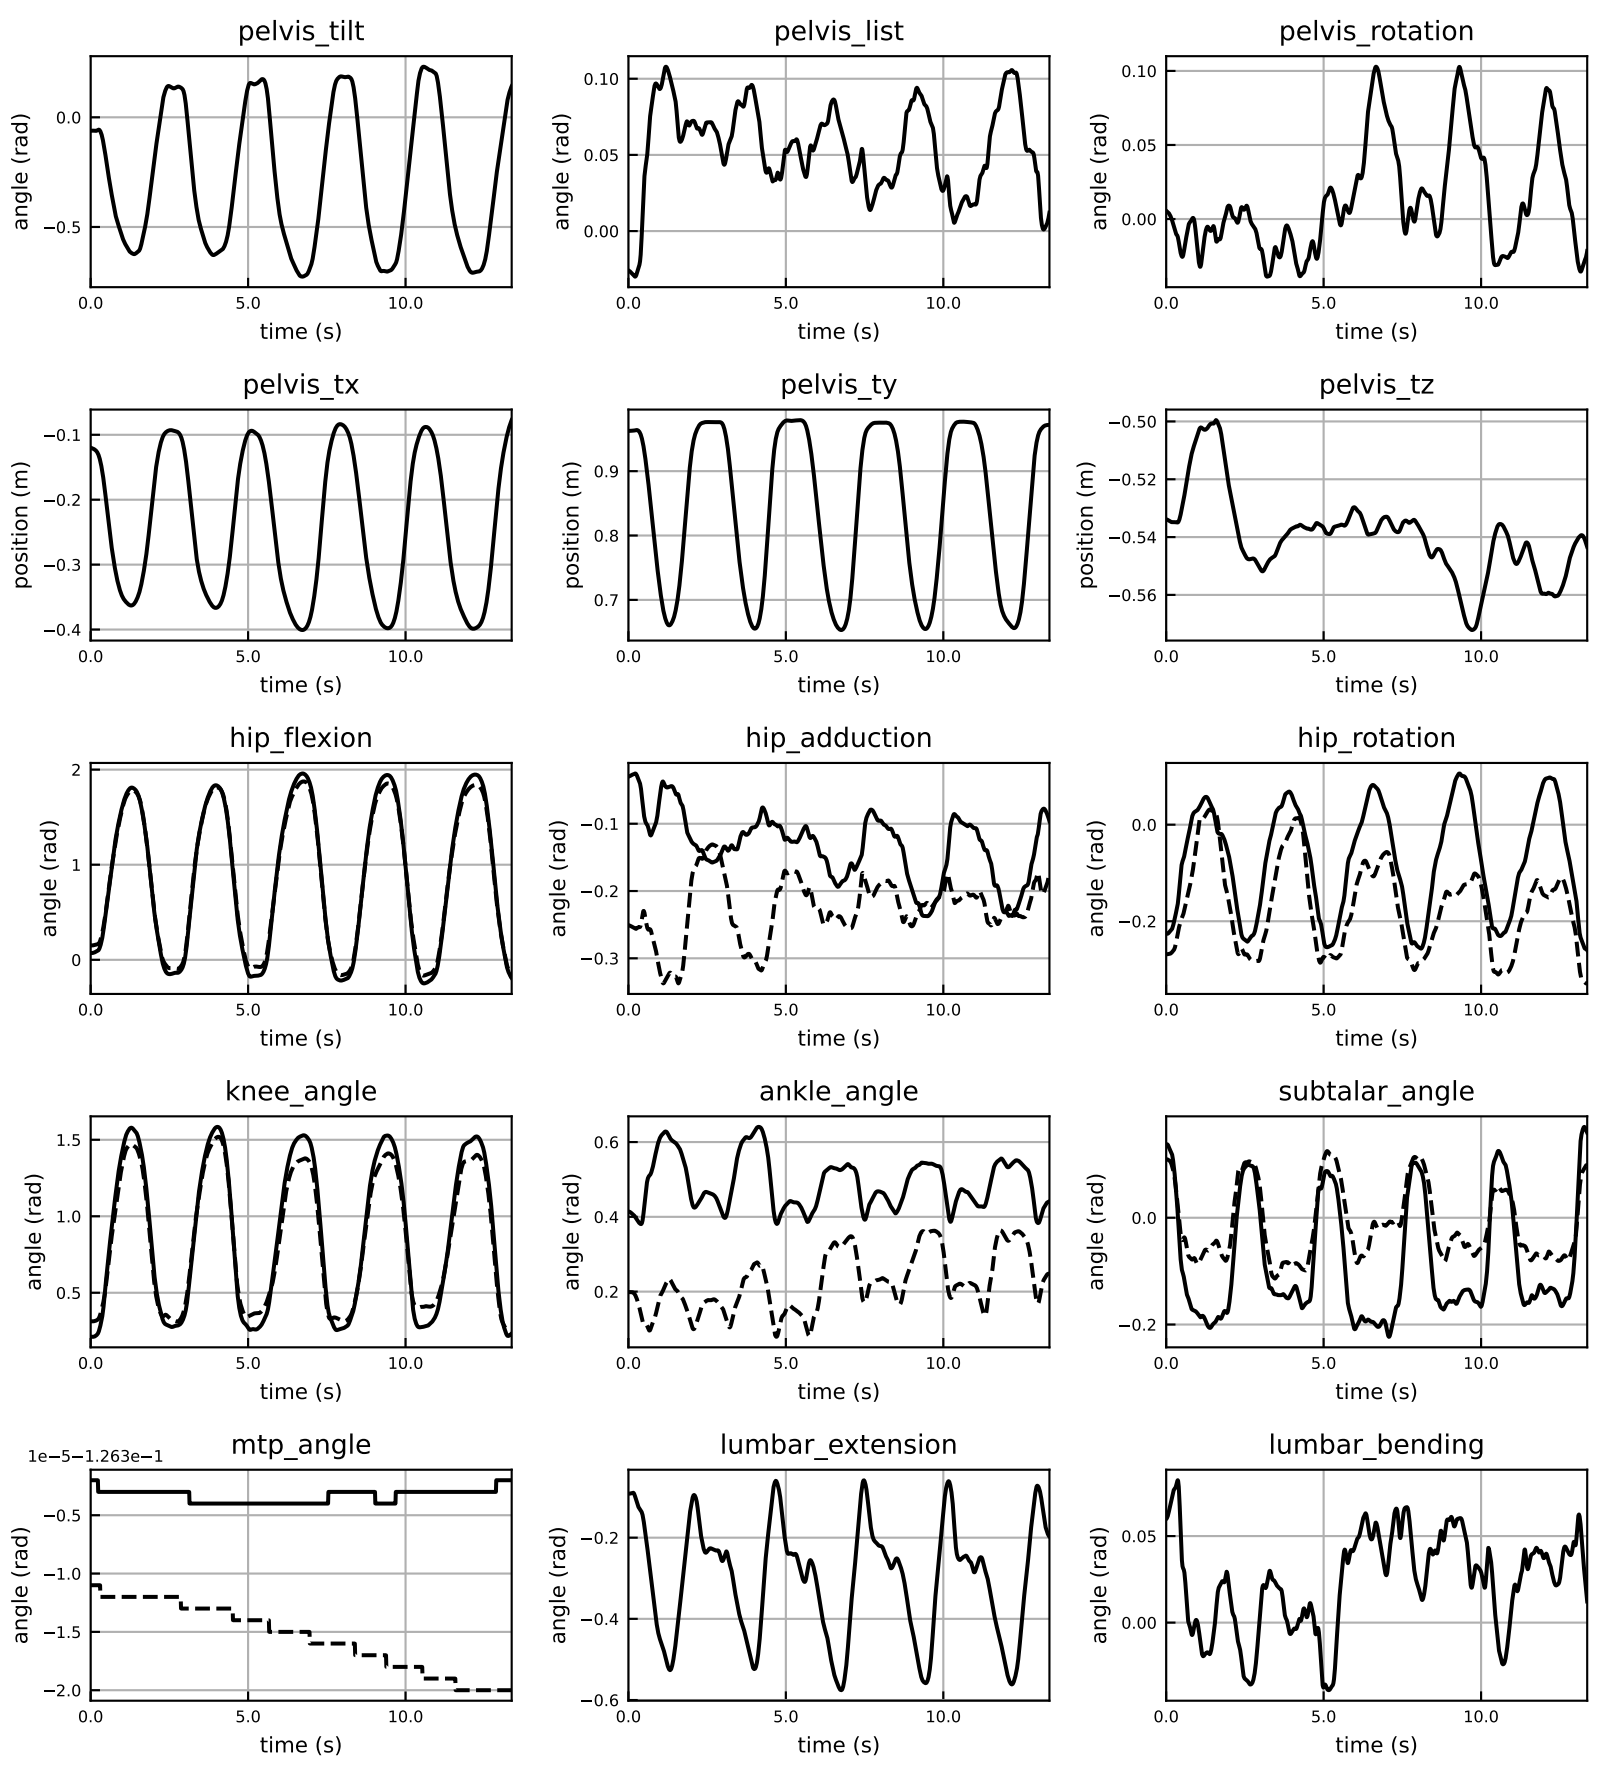 pelvis_tilt
angle (rad)
0.0
−0.5
0.0 5.0 10.0
time (s)
pelvis_list
angle (rad)
0.10
0.05
0.00
0.0 5.0 10.0
time (s)
pelvis_rotation
angle (rad)
0.10
0.05
0.00
0.0 5.0 10.0
time (s)
pelvis_tx
position (m)
−0.1
−0.2
−0.3
−0.4
0.0 5.0 10.0
time (s)
pelvis_ty
position (m)
0.9
0.8
0.7
0.0 5.0 10.0
time (s)
pelvis_tz
position (m)
−0.50
−0.52
−0.54
−0.56
0.0 5.0 10.0
time (s)
hip_flexion
angle (rad)
2
1
0
0.0 5.0 10.0
time (s)
hip_adduction
angle (rad)
−0.1
−0.2
−0.3
0.0 5.0 10.0
time (s)
hip_rotation
angle (rad)
0.0
−0.2
0.0 5.0 10.0
time (s)
knee_angle
angle (rad)
1.5
1.0
0.5
0.0 5.0 10.0
time (s)
ankle_angle
angle (rad)
0.6
0.4
0.2
0.0 5.0 10.0
time (s)
subtalar_angle
angle (rad)
0.0
−0.2
0.0 5.0 10.0
time (s)
mtp_angle
1e−5−1.263e−1
angle (rad)
−0.5
−1.0
−1.5
−2.0
0.0 5.0 10.0
time (s)
lumbar_extension
angle (rad)
−0.2
−0.4
−0.6
0.0 5.0 10.0
time (s)
lumbar_bending
angle (rad)
0.05
0.00
0.0 5.0 10.0
time (s)